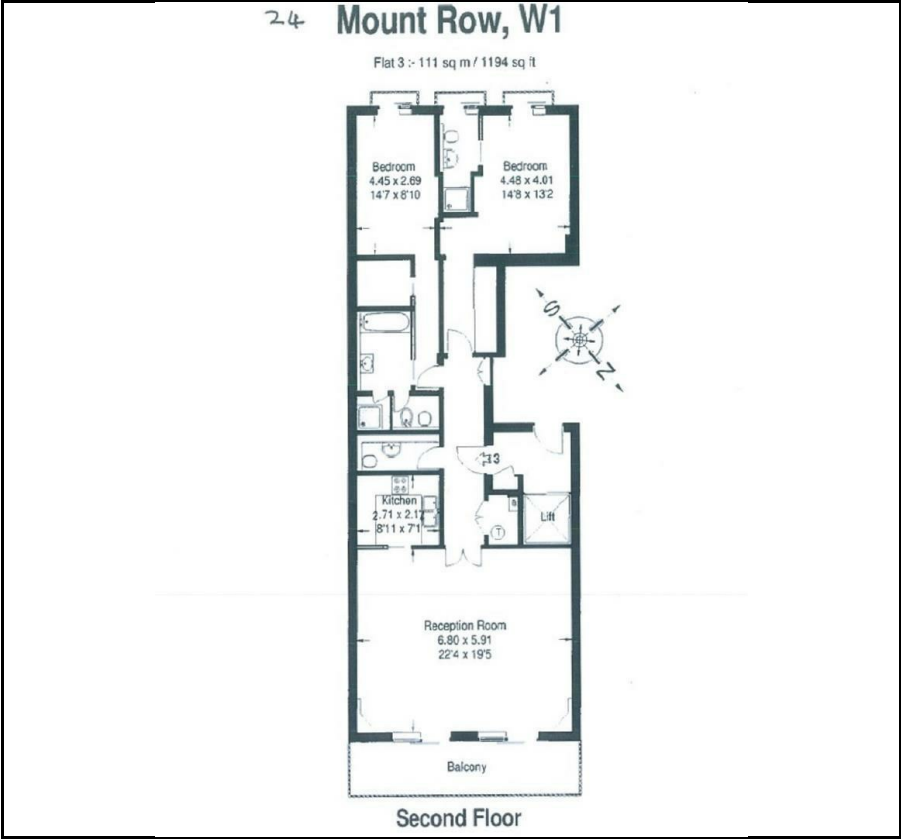 24 Mount Row, W1
Flat 3 :- 111 sq m / 1194 sq ft
Bedroom
4.45 x 2.69
14'7 x 8'10
Bedroom
4.48 x 4.01
14'8 x 13'2
S
N
3
Kitchen
2.71 x 2.17
8'11 x 7'1
Lift
T
Reception Room
6.80 x 5.91
22'4 x 19'5
Balcony
Second Floor